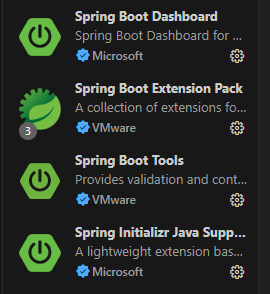 Spring Boot Dashboard
Spring Boot Dashboard for ...
Microsoft
Spring Boot Extension Pack
A collection of extensions fo...
3
VMware
Spring Boot Tools
Provides validation and cont...
VMware
Spring Initializr Java Supp...
A lightweight extension bas...
Microsoft